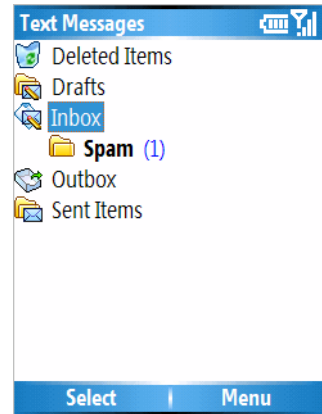 Text Messages
Deleted Items
Drafts
Inbox
Spam (1)
Outbox
Sent Items
Select Menu